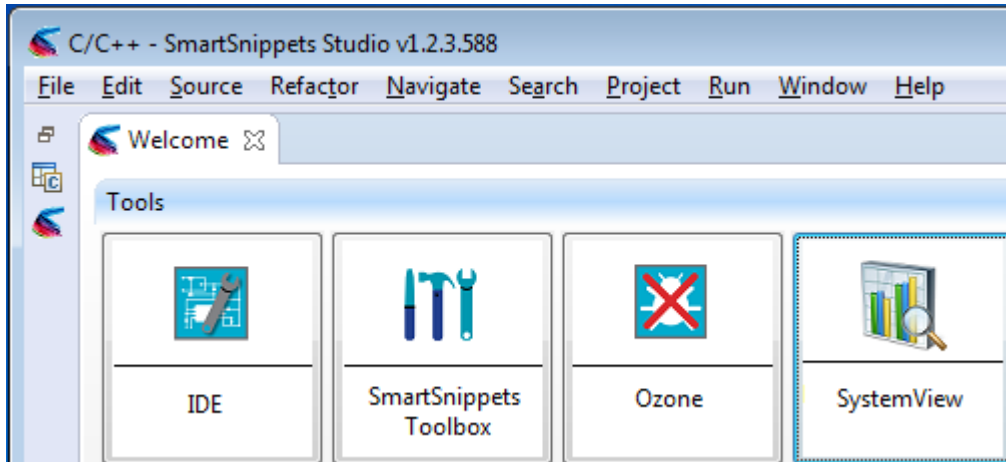 C/C++ - SmartSnippets Studio v1.2.3.588
File Edit Source Refactor Navigate Search Project Run Window Help
Welcome
Tools
IDE
SmartSnippets
Toolbox
Ozone
SystemView